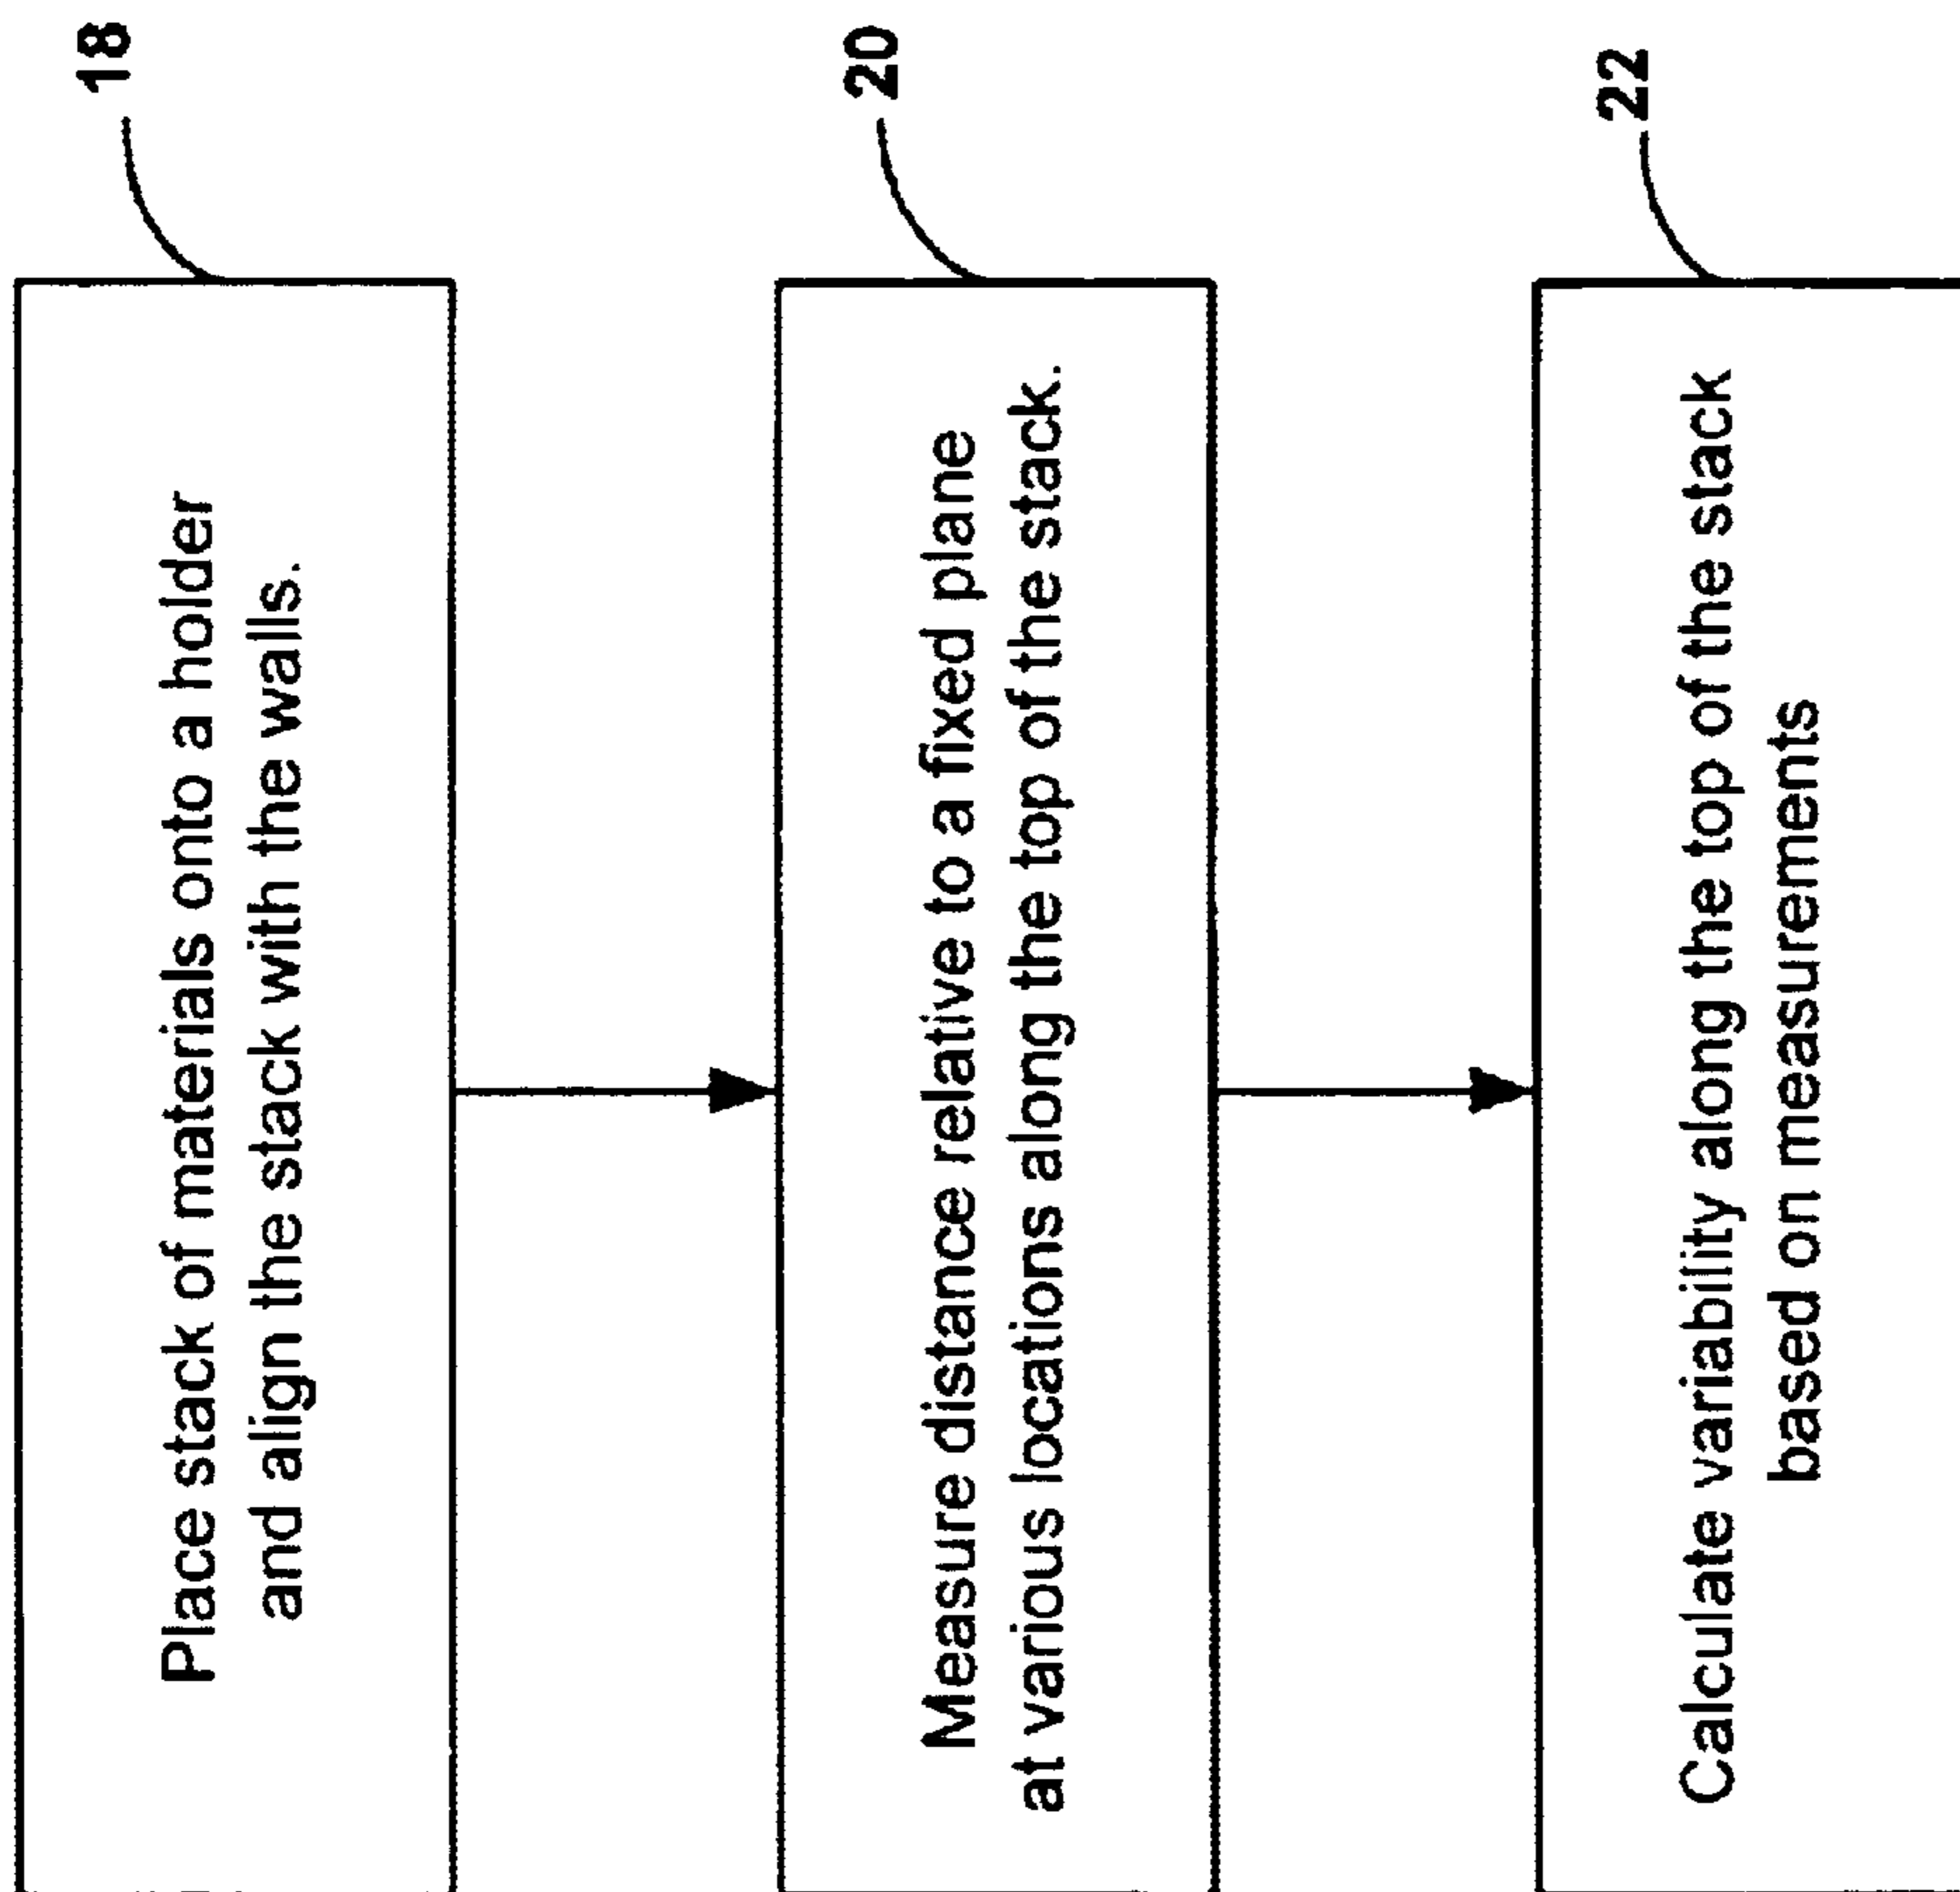 Place stack of materials onto a holder
and align the stack with the walls.
18
Measure distance relative to a fixed plane
at various locations along the top of the stack.
20
Calculate variability along the top of the stack
based on measurements
22